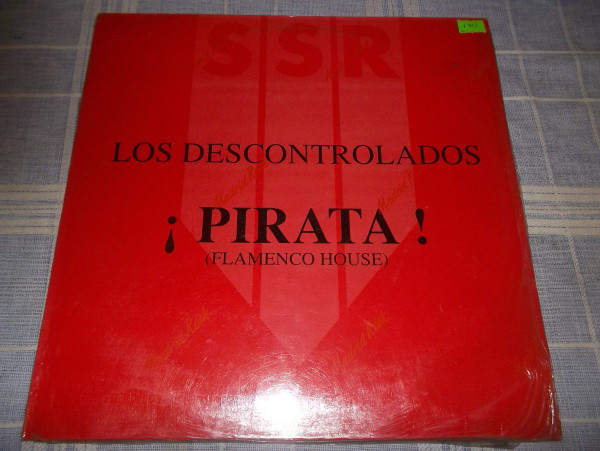 SSR
LOS DESCONTROLADOS
¡PIRATA!
(FLAMENCO HOUSE)